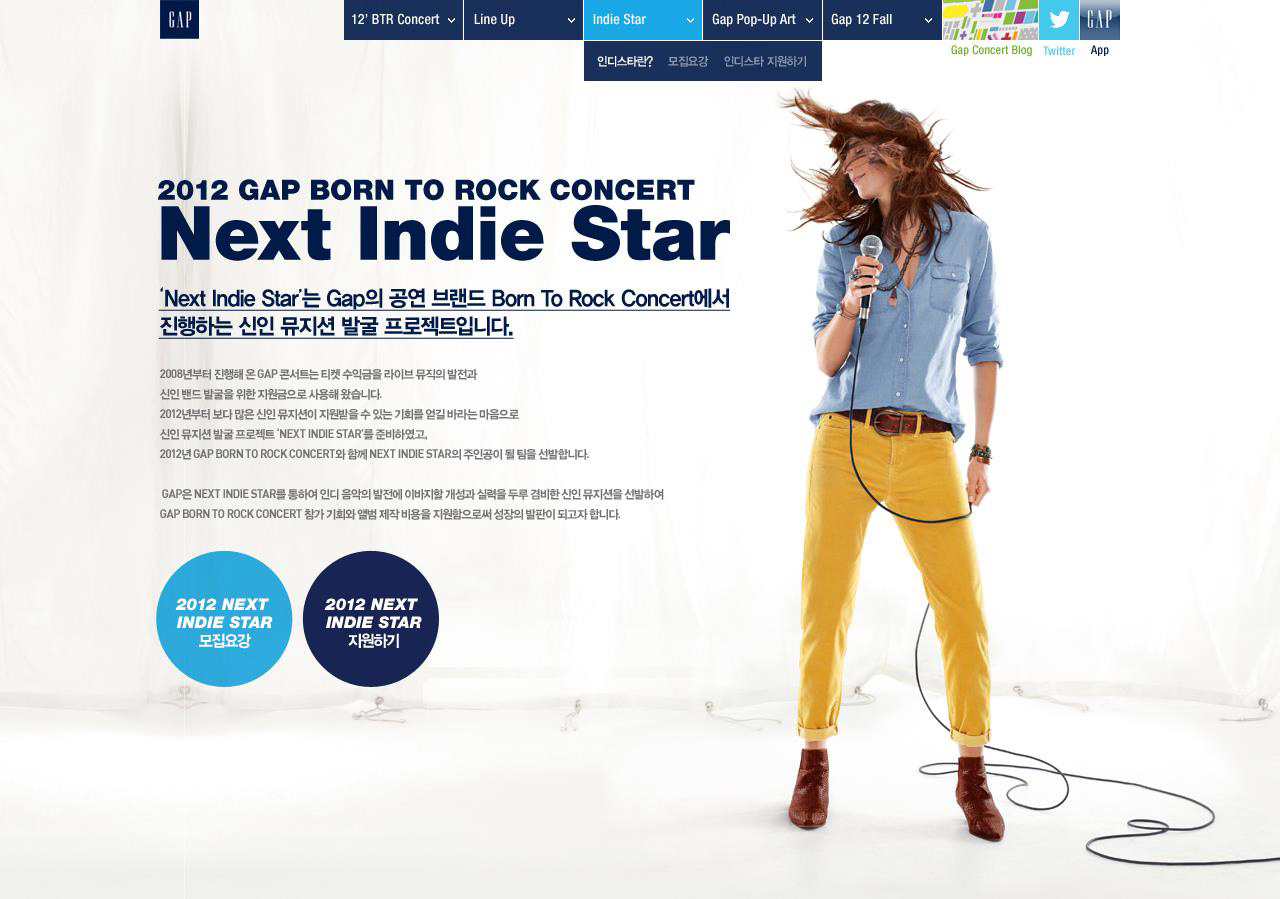 GAP
12’ BTR Concert
Line Up
Indie Star
Gap Pop-Up Art
Gap 12 Fall
GAP
Gap Concert Blog
Twitter
App
인디스타란?
모집요강
인디스타 지원하기
2012 GAP BORN TO ROCK CONCERT
Next Indie Star
‘Next Indie Star’는 Gap의 공연 브랜드 Born To Rock Concert에서
진행하는 신인 뮤지션 발굴 프로젝트입니다.
2008년부터 진행해 온 GAP 콘서트는 티켓 수익금을 라이브 뮤직의 발전과
신인 밴드 발굴을 위한 지원금으로 사용해 왔습니다.
2012년부터 보다 많은 신인 뮤지션이 지원받을 수 있는 기회를 얻길 바라는 마음으로
신인 뮤지션 발굴 프로젝트 ‘NEXT INDIE STAR’를 준비하였고,
2012년 GAP BORN TO ROCK CONCERT와 함께 NEXT INDIE STAR의 주인공이 될 팀을 선발합니다.
GAP은 NEXT INDIE STAR를 통하여 인디 음악의 발전에 이바지할 개성과 실력을 두루 겸비한 신인 뮤지션을 선발하여
GAP BORN TO ROCK CONCERT 참가 기회와 앨범 제작 비용을 지원함으로써 성장의 발판이 되고자 합니다.
2012 NEXT
INDIE STAR
모집요강
2012 NEXT
INDIE STAR
지원하기